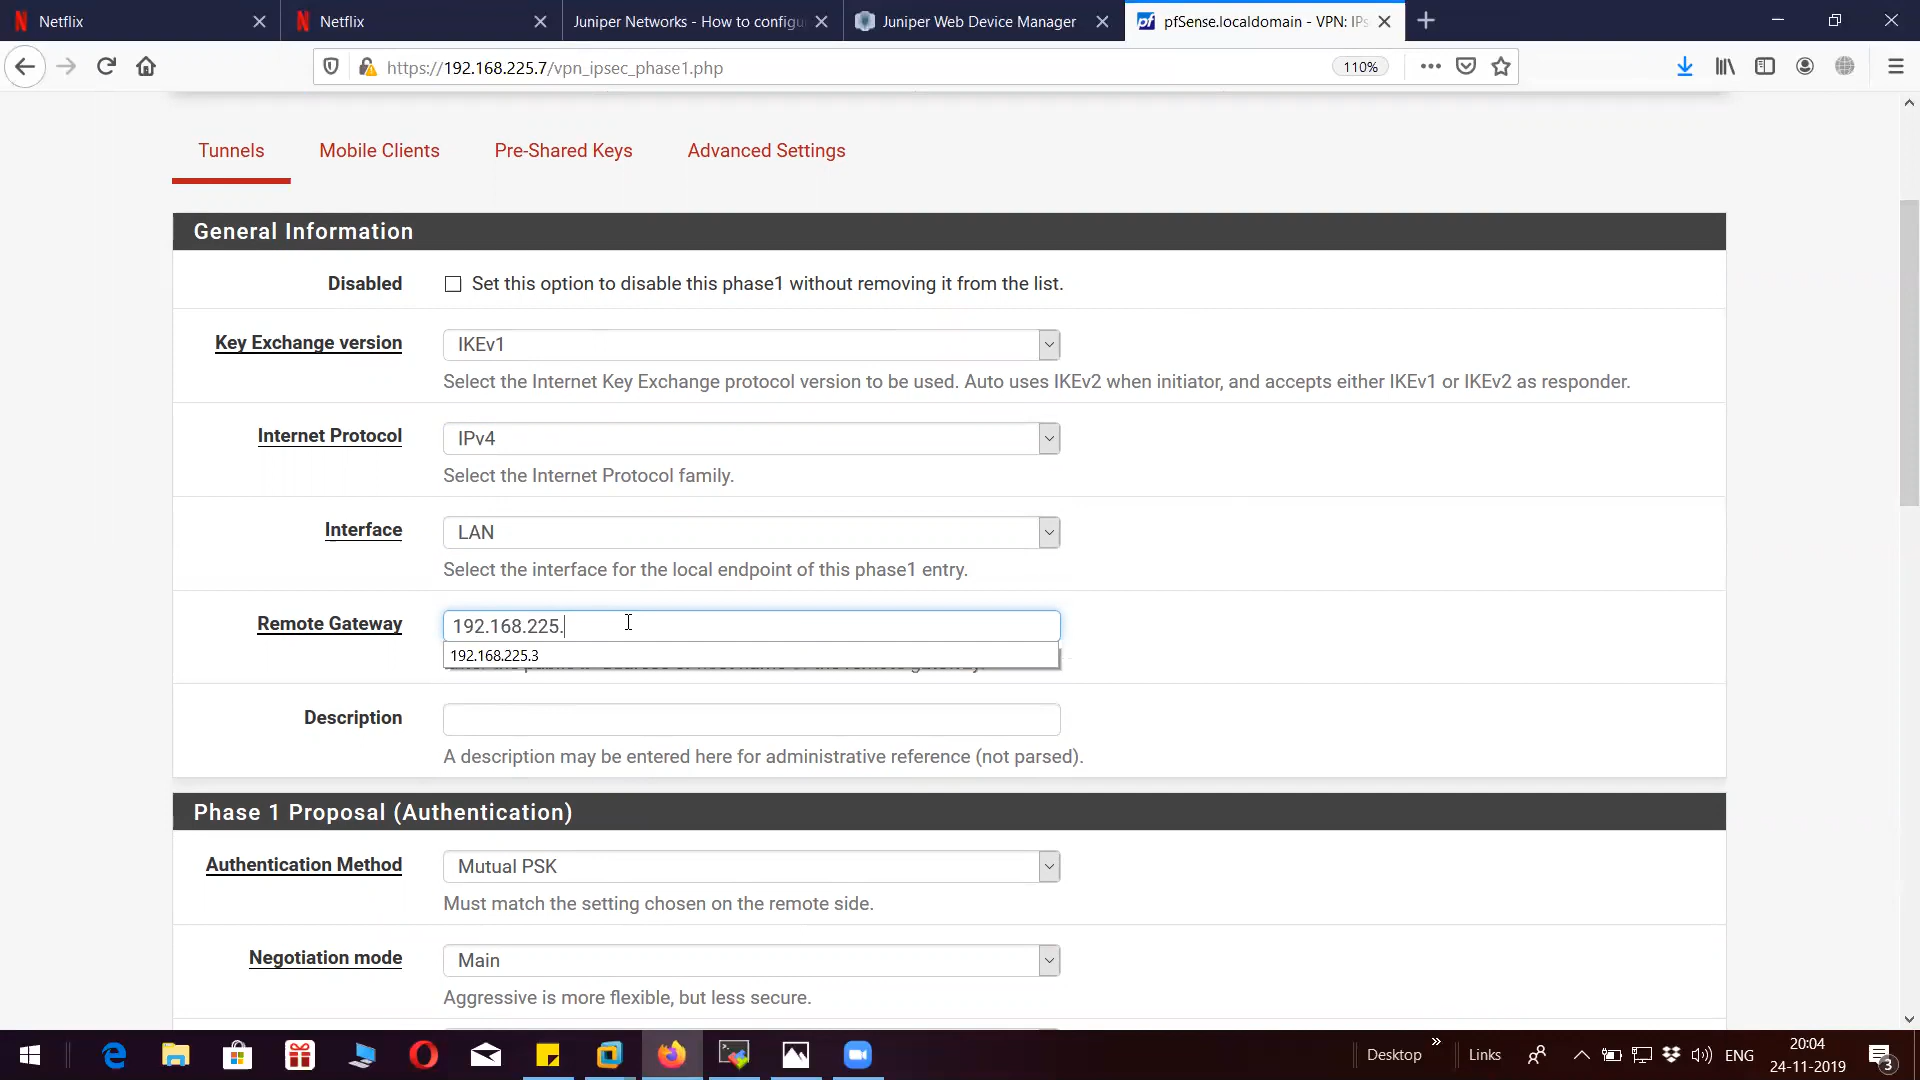 Netflix
Netflix
Juniper Networks - How to configu
Juniper Web Device Manager
pfSense.localdomain - VPN: IPs
https://192.168.225.7/vpn_ipsec_phase1.php
110%
Tunnels
Mobile Clients
Pre-Shared Keys
Advanced Settings
General Information
Disabled
Set this option to disable this phase1 without removing it from the list.
Key Exchange version
IKEv1
Select the Internet Key Exchange protocol version to be used. Auto uses IKEv2 when initiator, and accepts either IKEv1 or IKEv2 as responder.
Internet Protocol
IPv4
Select the Internet Protocol family.
Interface
LAN
Select the interface for the local endpoint of this phase1 entry.
Remote Gateway
192.168.225.
192.168.225.3
Description
A description may be entered here for administrative reference (not parsed).
Phase 1 Proposal (Authentication)
Authentication Method
Mutual PSK
Must match the setting chosen on the remote side.
Negotiation mode
Main
Aggressive is more flexible, but less secure.
Desktop
Links
ENG
20:04
24-11-2019
3